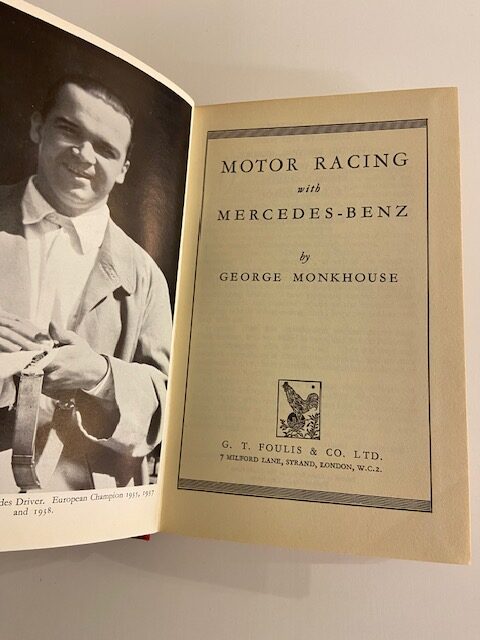 des Driver. European Champion 1935, 1937
and 1938.
MOTOR RACING
with
MERCEDES-BENZ
by
GEORGE MONKHOUSE
G. T. FOULIS & CO. LTD.
7 MILFORD LANE, STRAND, LONDON, W.C.2.